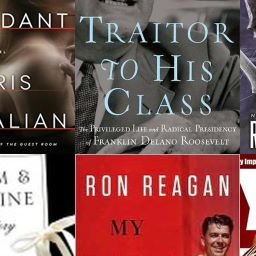 DANT
RIS
ALIAN
OF THE GUEST ROOM
TRAITOR
TO HIS
CLASS
The Privileged Life and Radical Presidency
of Franklin Delano Roosevelt
M &
INE
RON REAGAN
MY